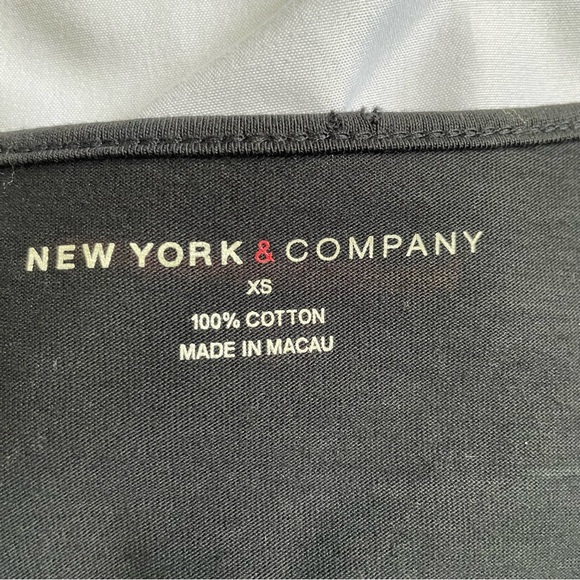 NEW YORK & COMPANY
XS
100% COTTON
MADE IN MACAU